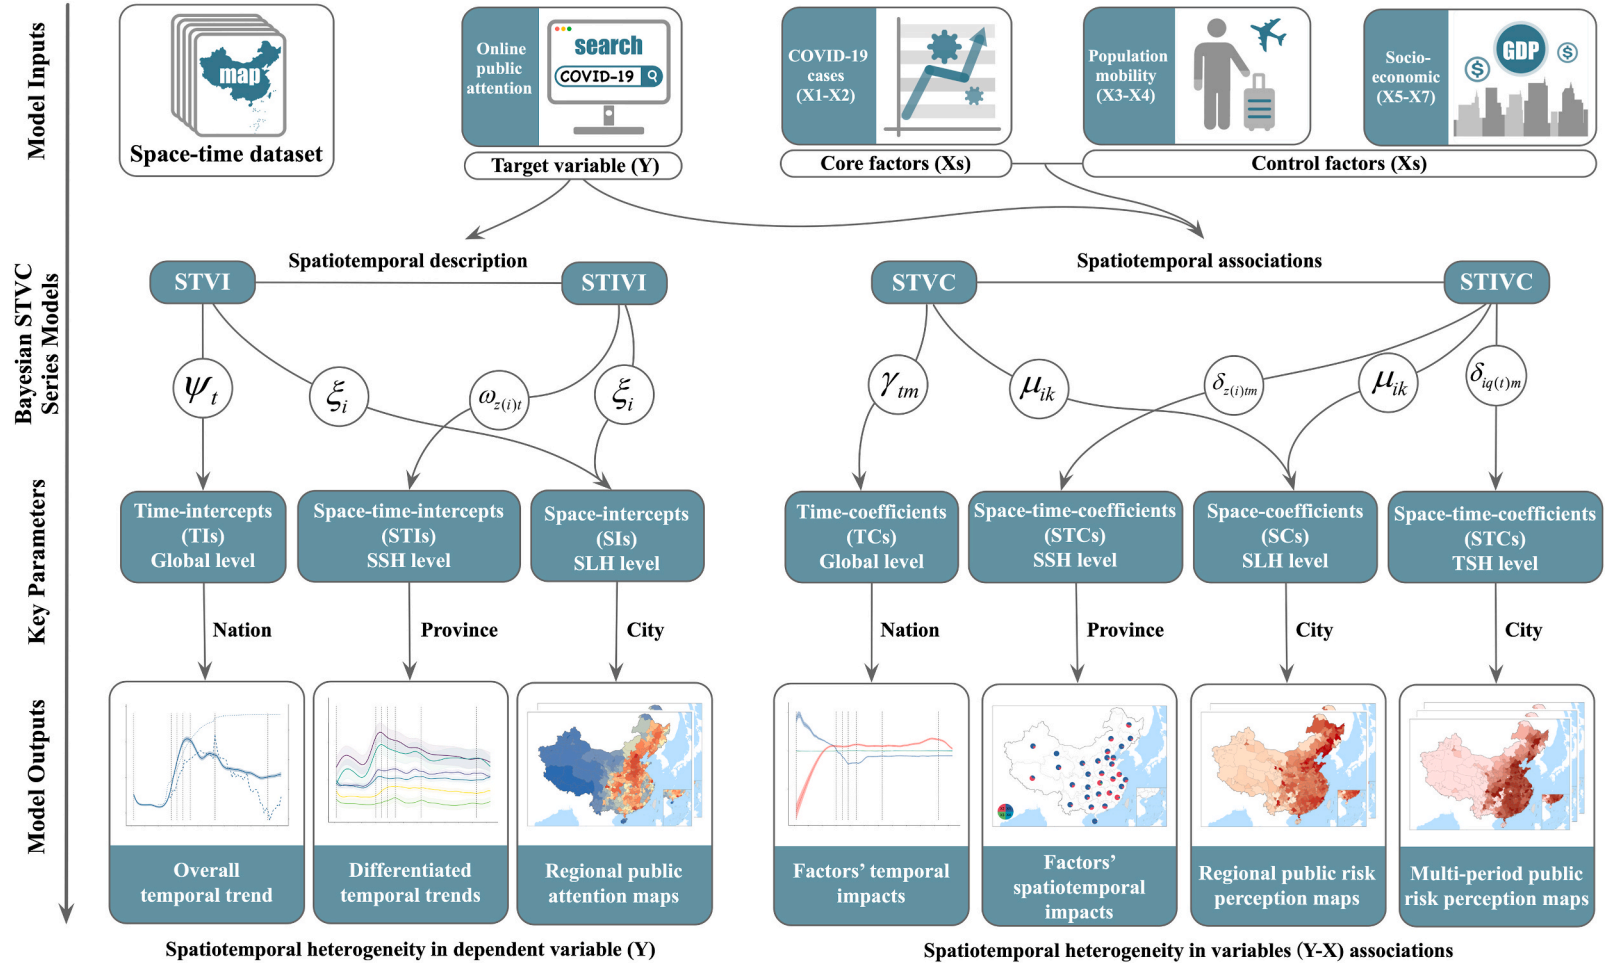 Model Inputs
map
Space-time dataset
Online
public
attention
search
COVID-19
Target variable (Y)
COVID-19
cases
(X1-X2)
Core factors (Xs)
Population
mobility
(X3-X4)
Socio-
economic
(X5-X7)
GDP
$
$
Control factors (Xs)
Bayesian STVC
Series Models
Spatiotemporal description
STVI
STIVI
Spatiotemporal associations
STVC
STIVC
ψt
ξi
ωz(i)t
ξi
γtm
μik
δz(i)tm
μik
δiq(t)m
Key Parameters
Time-intercepts
(TIs)
Global level
Space-time-intercepts
(STIs)
SSH level
Space-intercepts
(SIs)
SLH level
Time-coefficients
(TCs)
Global level
Space-time-coefficients
(STCs)
SSH level
Space-coefficients
(SCs)
SLH level
Space-time-coefficients
(STCs)
TSH level
Nation
Province
City
Nation
Province
City
City
Model Outputs
Overall
temporal trend
Differentiated
temporal trends
Regional public
attention maps
Factors’ temporal
impacts
Factors’
spatiotemporal
impacts
Regional public risk
perception maps
Multi-period public
risk perception maps
Spatiotemporal heterogeneity in dependent variable (Y)
Spatiotemporal heterogeneity in variables (Y-X) associations